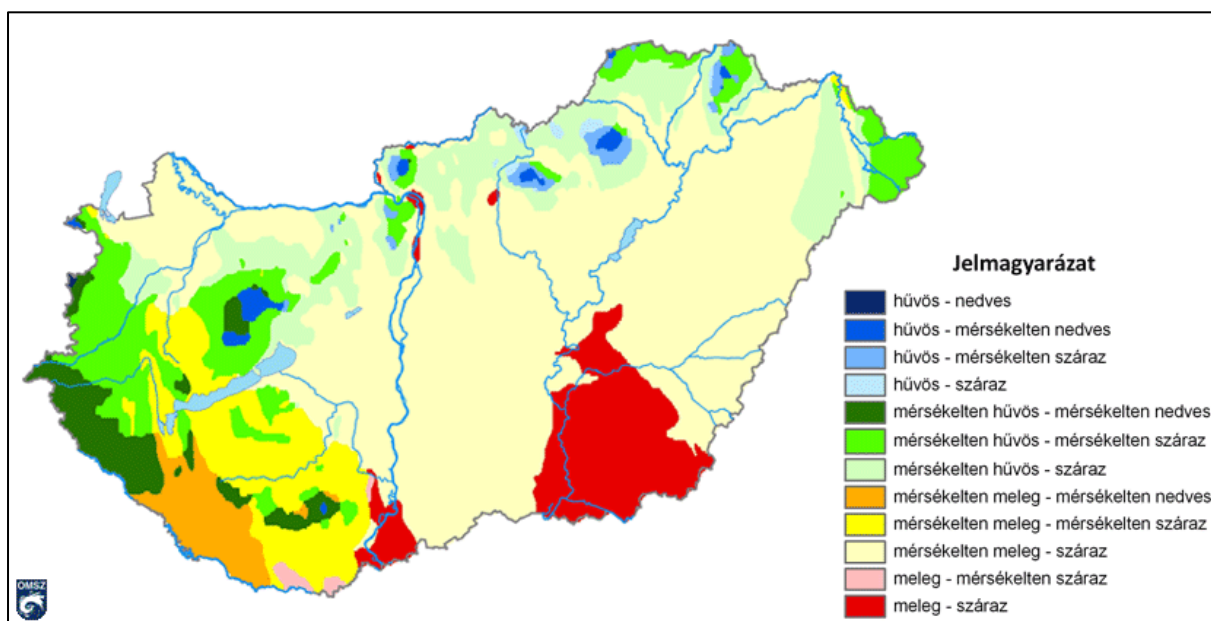 Jelmagyarázat
hűvös - nedves
hűvös - mérsékelten nedves
hűvös - mérsékelten száraz
hűvös - száraz
mérsékelten hűvös - mérsékelten nedves
mérsékelten hűvös - mérsékelten száraz
mérsékelten hűvös - száraz
mérsékelten meleg - mérsékelten nedves
mérsékelten meleg - mérsékelten száraz
mérsékelten meleg - száraz
meleg - mérsékelten száraz
meleg - száraz
OMSZ